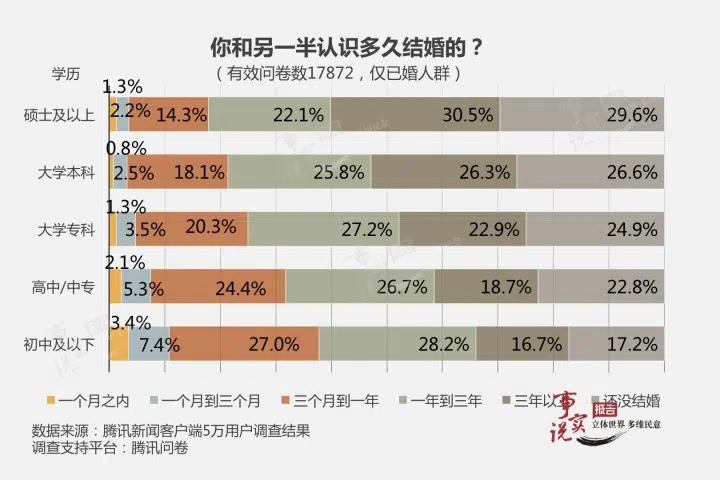 你和另一半认识多久结婚的？
（有效问卷数17872，仅已婚人群）
学历
硕士及以上 1.3% 2.2% 14.3% 22.1% 30.5% 29.6%
大学本科 0.8% 2.5% 18.1% 25.8% 26.3% 26.6%
大学专科 1.3% 3.5% 20.3% 27.2% 22.9% 24.9%
高中/中专 2.1% 5.3% 24.4% 26.7% 18.7% 22.8%
初中及以下 3.4% 7.4% 27.0% 28.2% 16.7% 17.2%
一个月之内 一个月到三个月 三个月到一年 一年到三年 三年以 还没结婚
数据来源：腾讯新闻客户端5万用户调查结果
调查支持平台：腾讯问卷
事实说
报告
立体世界 多维民意